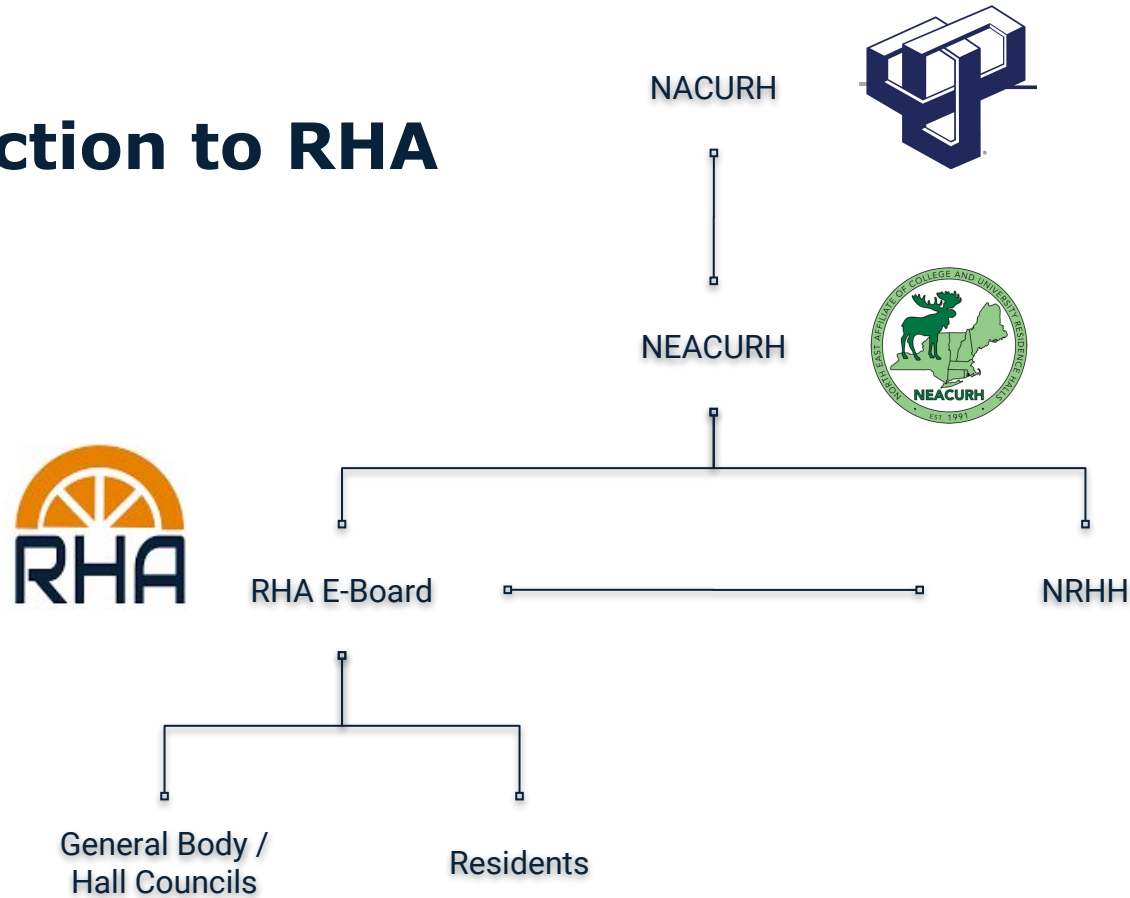 ction to RHA
NACURH
NEACURH
NORTH EAST AFFILIATE OF COLLEGE AND UNIVERSITY RESIDENCE HALLS
NEACURH
EST. 1991
RHA
RHA E-Board
NRHH
General Body /
Hall Councils
Residents